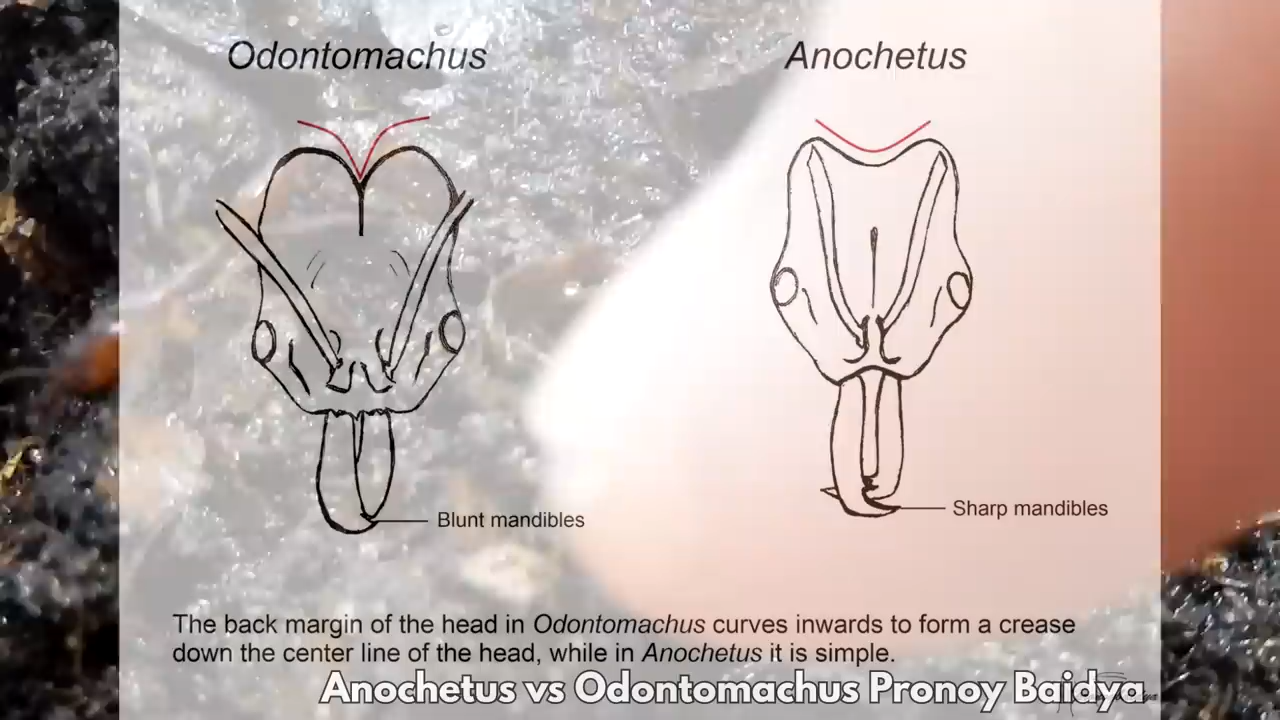 Odontomachus
Anochetus
Blunt mandibles
Sharp mandibles
The back margin of the head in Odontomachus curves inwards to form a crease
down the center line of the head, while in Anochetus it is simple.
Anochetus vs Odontomachus Pronoy Baidya